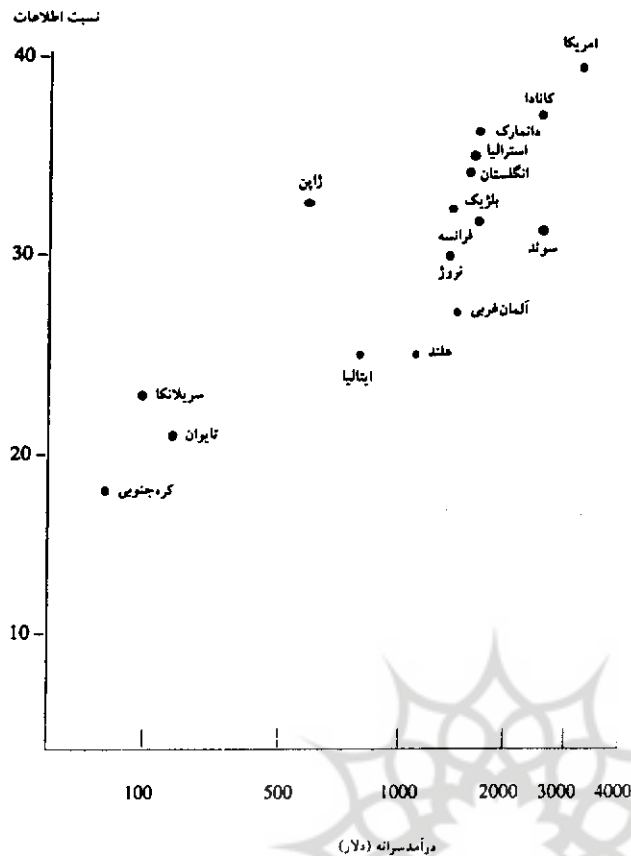 نسبت اطلاعات
40
امریکا
کانادا
دانمارک
استرالیا
انگلستان
ژاپن
بلژیک
فرانسه
سوئد
30
نروژ
آلمان‌غربی
هلند
ایتالیا
سریلانکا
تایوان
20
کره‌جنوبی
10
100 500 1000 2000 3000 4000
درآمدسرانه (دلار)